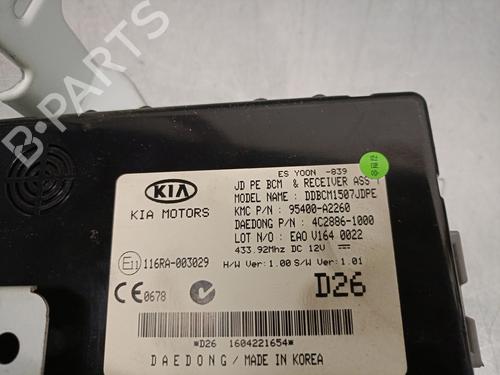 B-PARTS
ES YOON -839
JD PE BCM & RECEIVER ASS'
MODEL NAME : DDBCM1507JDPE
KIA
KIA MOTORS
KMC P/N : 95400-A2260
DAEDONG P/N : 4C2886-1000
LOT N/O : EAO V164 0022
433.92Mhz DC 12V
H/W Ver: 1.00 S/W Ver: 1.01
E11 116RA-003029
CE 0678
D26
*D26 1604221654*
DAEDONG/ MADE IN KOREA